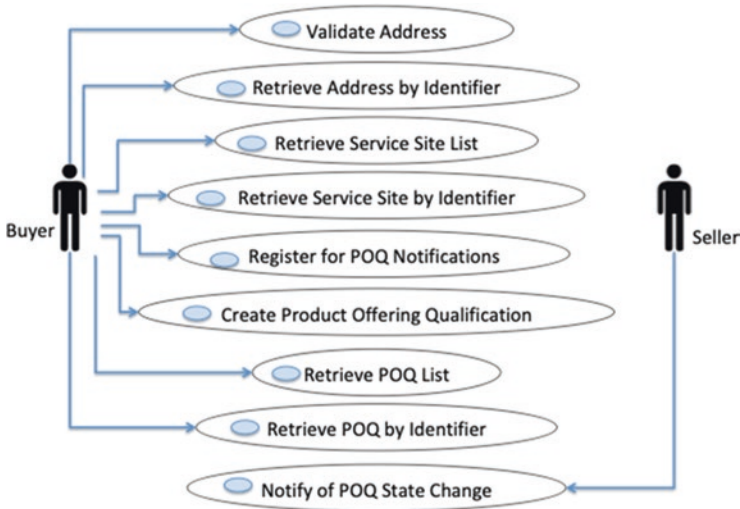 Validate Address
Retrieve Address by Identifier
Retrieve Service Site List
Retrieve Service Site by Identifier
Buyer
Seller
Register for POQ Notifications
Create Product Offering Qualification
Retrieve POQ List
Retrieve POQ by Identifier
Notify of POQ State Change